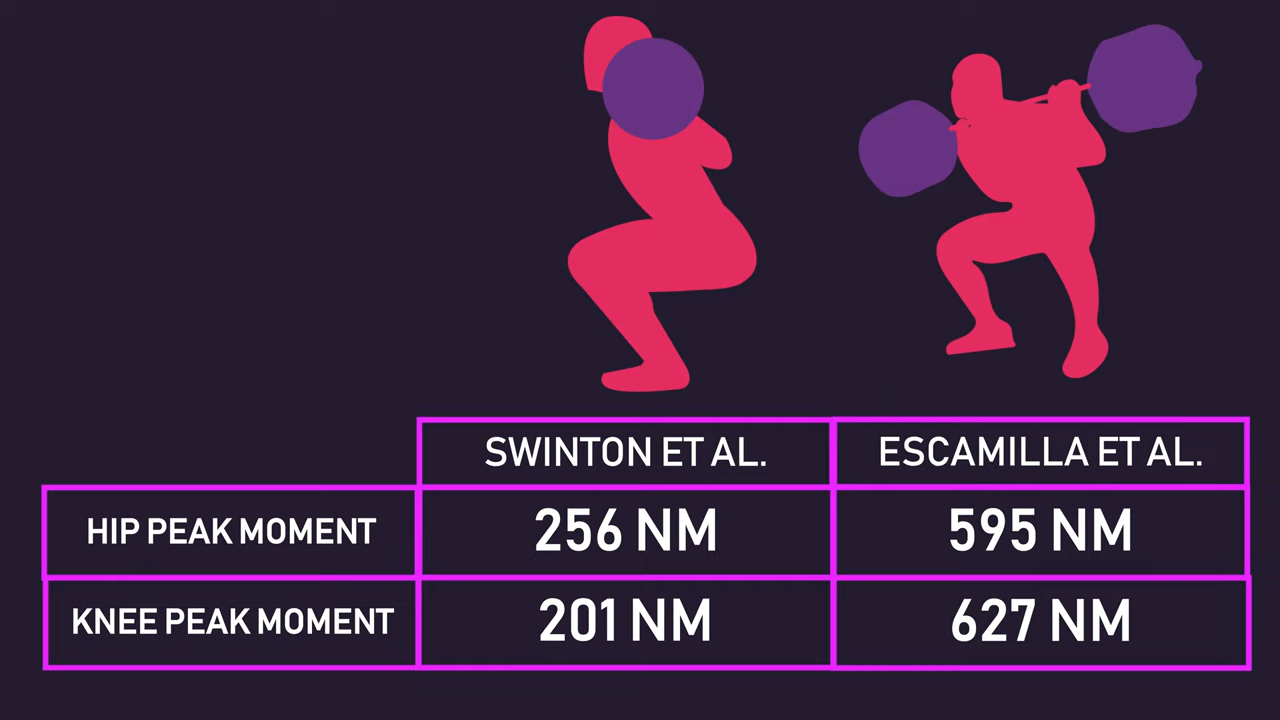 SWINTON ET AL.
ESCAMILLA ET AL.
HIP PEAK MOMENT
256 NM
595 NM
KNEE PEAK MOMENT
201 NM
627 NM